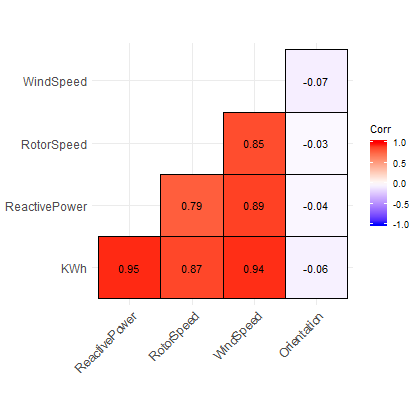 WindSpeed
-0.07
RotorSpeed
0.85
-0.03
ReactivePower
0.79
0.89
-0.04
KWh
0.95
0.87
0.94
-0.06
ReactivePower
RotorSpeed
WindSpeed
Orientation
Corr
1.0
0.5
0.0
-0.5
-1.0